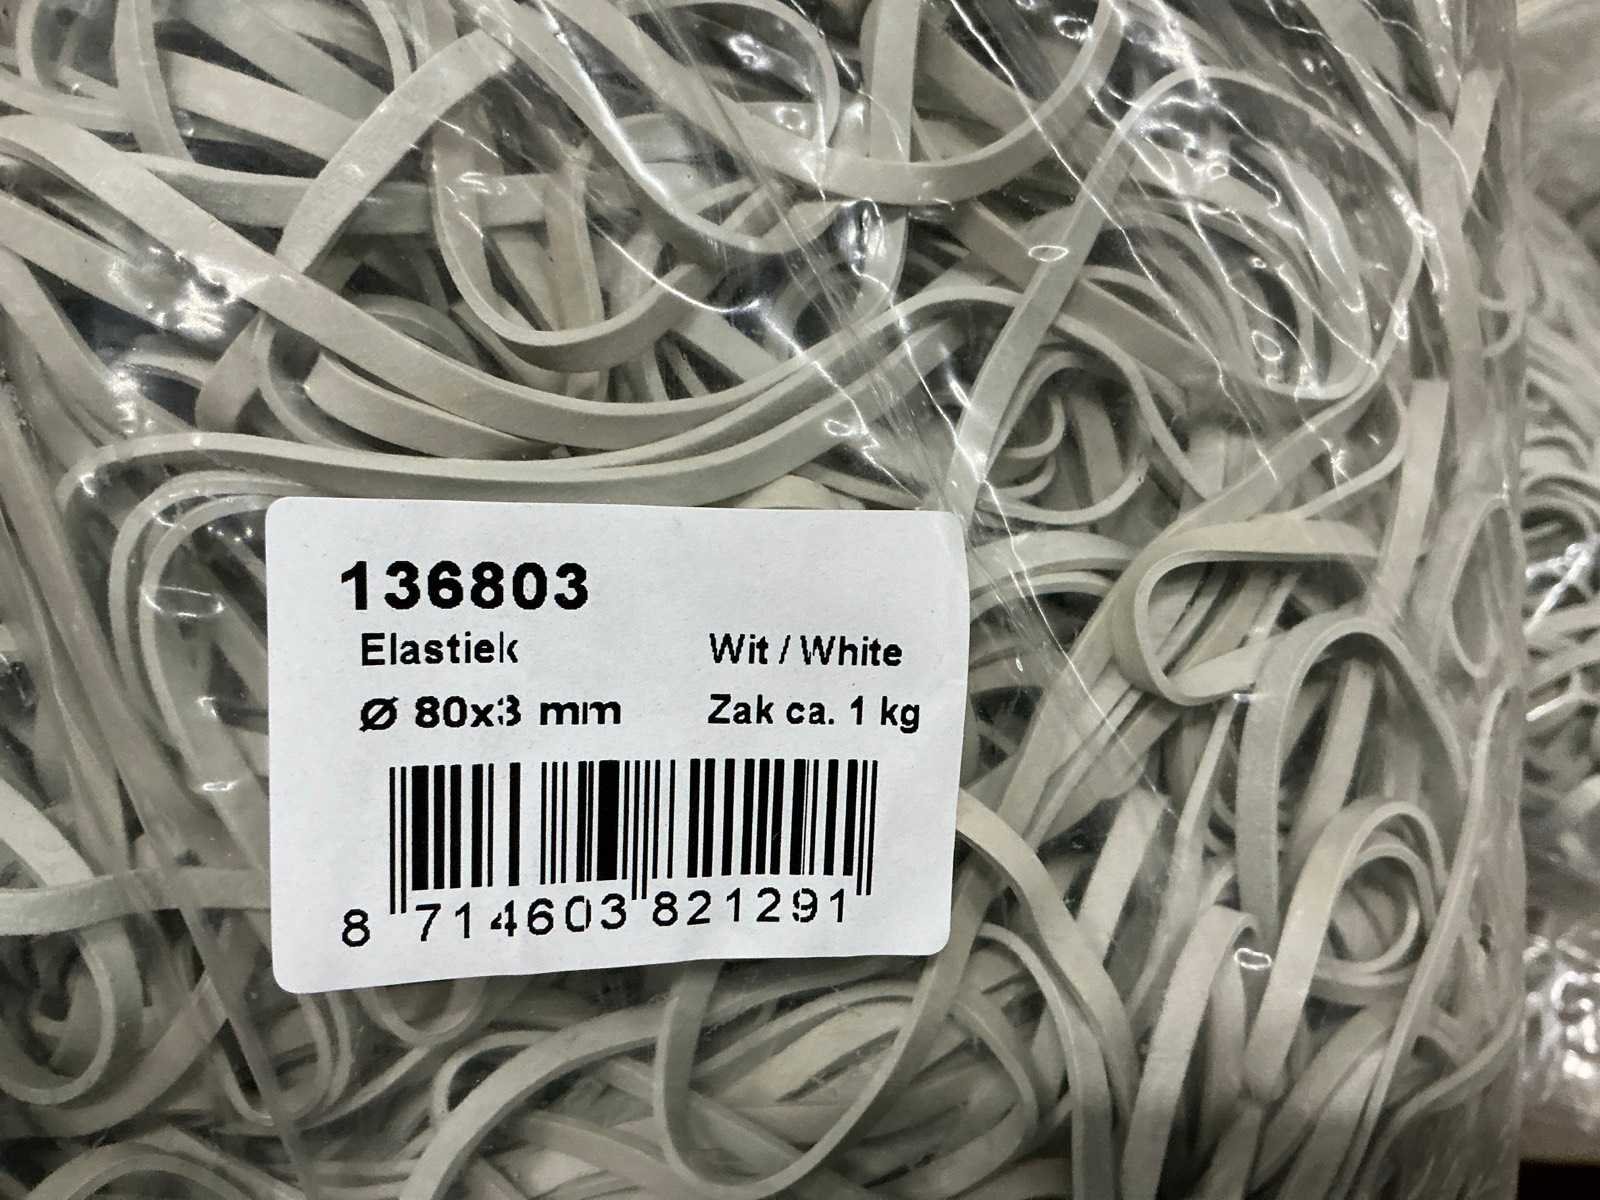 136803
Elastiek Wit / White
Ø 80x3 mm Zak ca. 1 kg
8 714603 821291